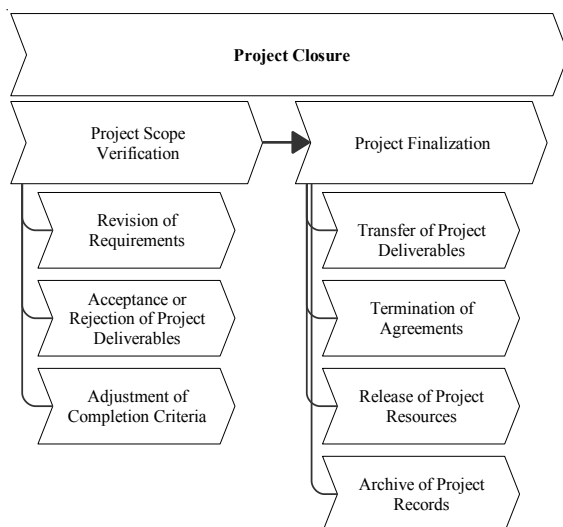 Project Closure
Project Scope
Verification
Project Finalization
Revision of
Requirements
Acceptance or
Rejection of Project
Deliverables
Adjustment of
Completion Criteria
Transfer of Project
Deliverables
Termination of
Agreements
Release of Project
Resources
Archive of Project
Records